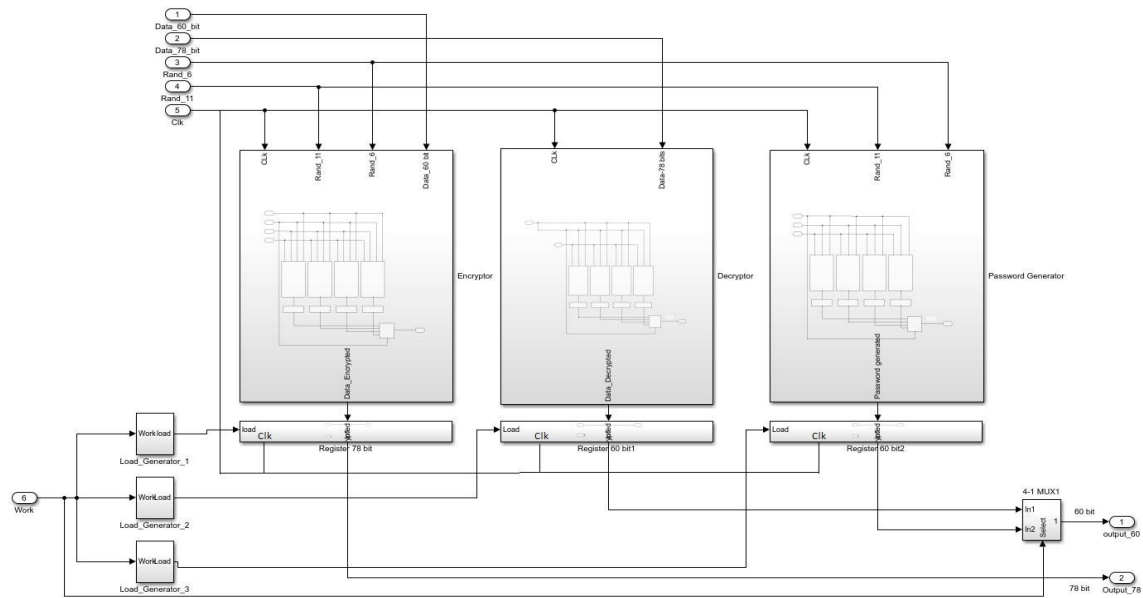 1
Data_60_bit
2
Data_78_bit
3
Rand_6
4
Rand_11
5
Clk
CLk
Rand_11
Rand_6
Data_60 bit
CLK
Data-78 bits
CLK
Rand_11
Rand_6
Encryptor
Decryptor
Password Generator
Data_Encrypted
Data_Decrypted
Password generated
Work load
Load_Generator_1
load
Clk
Register 78 bit
Load
Clk
Register 60 bit1
Load
Clk
Register 60 bit2
6
Work
Work Load
Load_Generator_2
4-1 MUX1
In1
In2
Select
1
60 bit
1
output_60
Work Load
Load_Generator_3
78 bit
2
Output_78